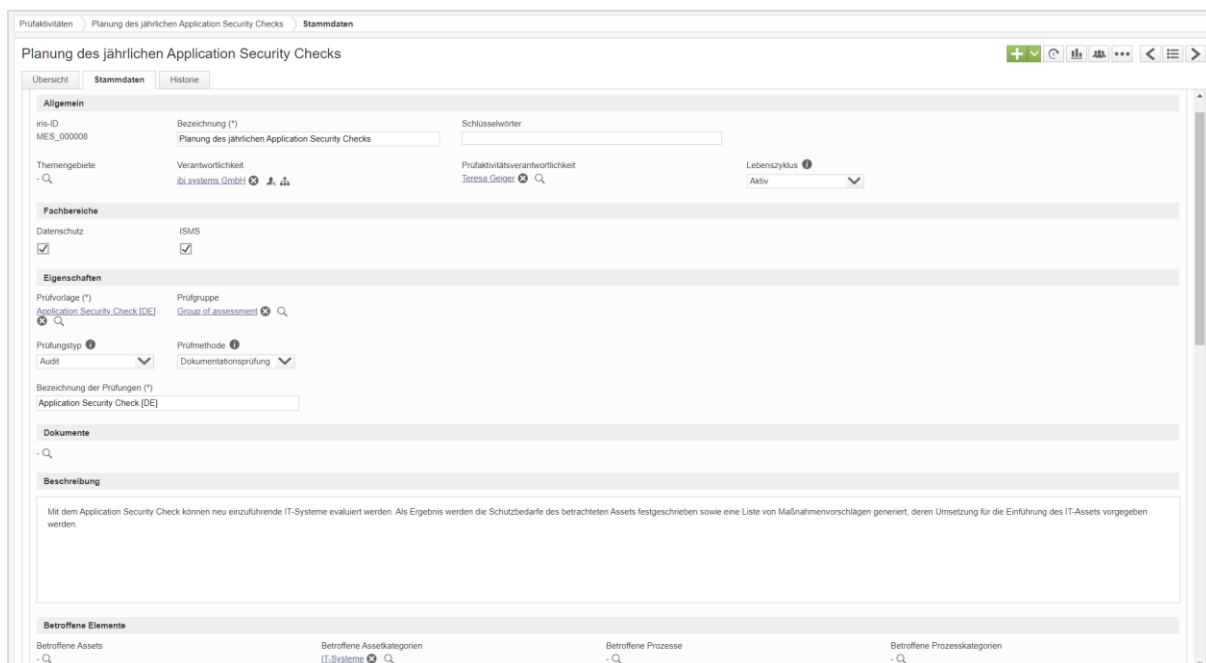 Prüfaktivitäten Planung des jährlichen Application Security Checks Stammdaten
Planung des jährlichen Application Security Checks
Übersicht Stammdaten Historie
Allgemein
iris-ID Bezeichnung (*) Schlüsselwörter
MES_000008 Planung des jährlichen Application Security Checks
Themengebiete Verantwortlichkeit Prüfaktivitätsverantwortlichkeit Lebenszyklus
- ibi systems GmbH Teresa Geiger Aktiv
Fachbereiche
Datenschutz ISMS
Eigenschaften
Prüfvorlage (*) Prüfgruppe
Application Security Check [DE] Group of assessment
Prüfungstyp Prüfmethode
Audit Dokumentationsprüfung
Bezeichnung der Prüfungen (*)
Application Security Check [DE]
Dokumente
-
Beschreibung
Mit dem Application Security Check können neu einzuführende IT-Systeme evaluiert werden. Als Ergebnis werden die Schutzbedarfe des betrachteten Assets festgeschrieben sowie eine Liste von Maßnahmenvorschlägen generiert, deren Umsetzung für die Einführung des IT-Assets vorgegeben
werden.
Betroffene Elemente
Betroffene Assets Betroffene Assetkategorien Betroffene Prozesse Betroffene Prozesskategorien
- IT-Systeme - -